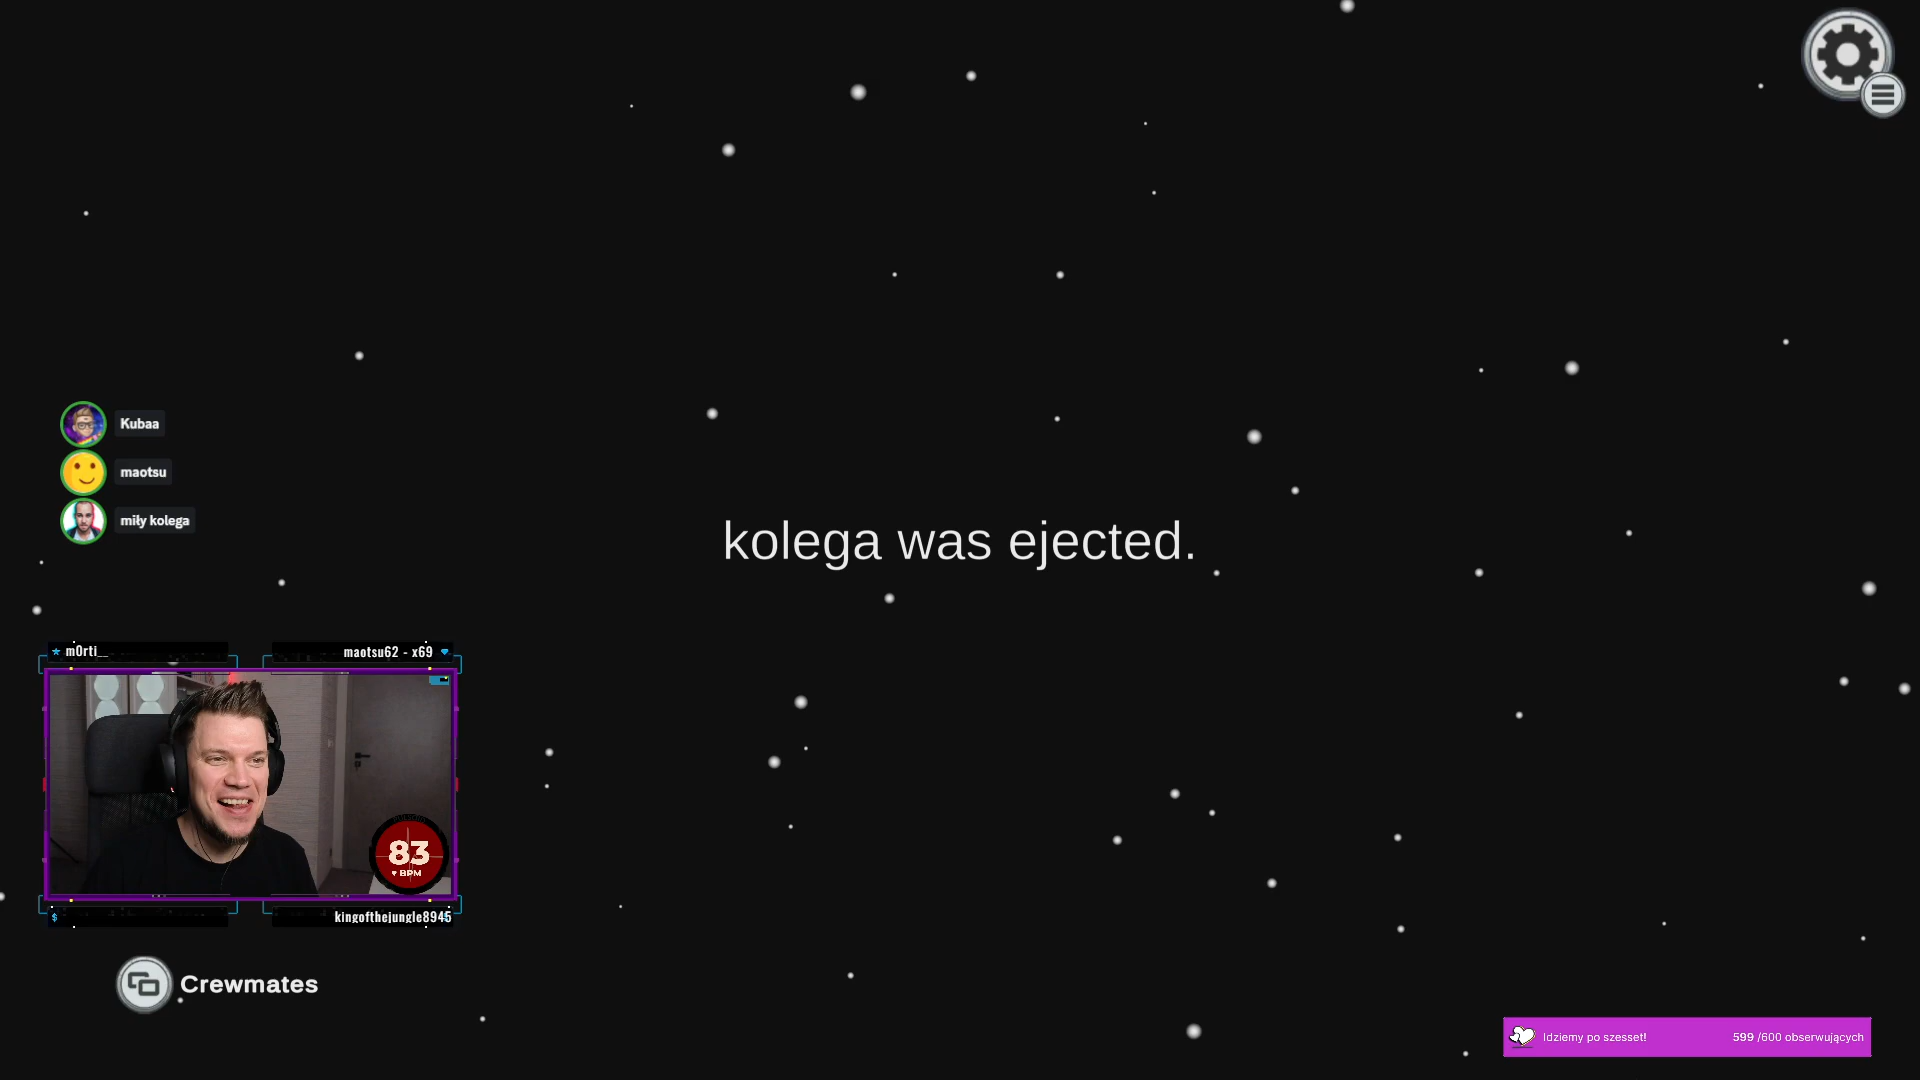 Kubaa
maotsu
miły kolega
kolega was ejected.
m0rti__
maotsu62 - x69
83
BPM
kingofthejungle8945
Crewmates
Idziemy po szesset!
599 /600 obserwujących